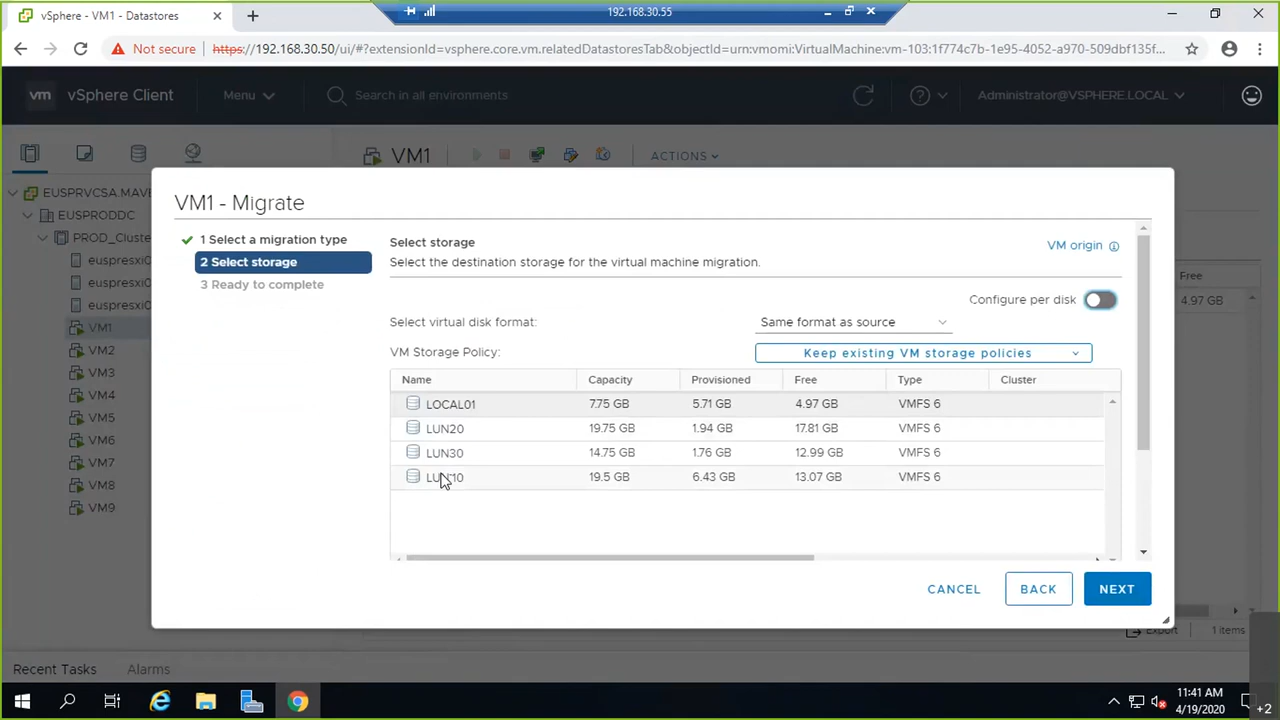 vSphere - VM1 - Datastores
192.168.30.55
Not secure
https://192.168.30.50/ui/#?extensionId=vsphere.core.vm.relatedDatastoresTab&objectId=urn:vmomi:VirtualMachine:vm-103:1f774c7b-1e95-4052-a970-509dbf135f...
vm
vSphere Client
Menu
Search in all environments
Administrator@VSPHERE.LOCAL
VM1
ACTIONS
EUSPRVCSA.MAVE
EUSPRODDC
PROD_Cluste
euspresxi0
euspresxi0
euspresxi0
VM1
VM2
VM3
VM4
VM5
VM6
VM7
VM8
VM9
Free
4.97 GB
VM1 - Migrate
1 Select a migration type
2 Select storage
3 Ready to complete
Select storage
VM origin
Select the destination storage for the virtual machine migration.
Configure per disk
Select virtual disk format:
Same format as source
VM Storage Policy:
Keep existing VM storage policies
Name Capacity Provisioned Free Type Cluster
LOCAL01 7.75 GB 5.71 GB 4.97 GB VMFS 6
LUN20 19.75 GB 1.94 GB 17.81 GB VMFS 6
LUN30 14.75 GB 1.76 GB 12.99 GB VMFS 6
19.5 GB 6.43 GB 13.07 GB VMFS 6
CANCEL
BACK
NEXT
Export
1 items
Recent Tasks
Alarms
11:41 AM
4/19/2020
+2